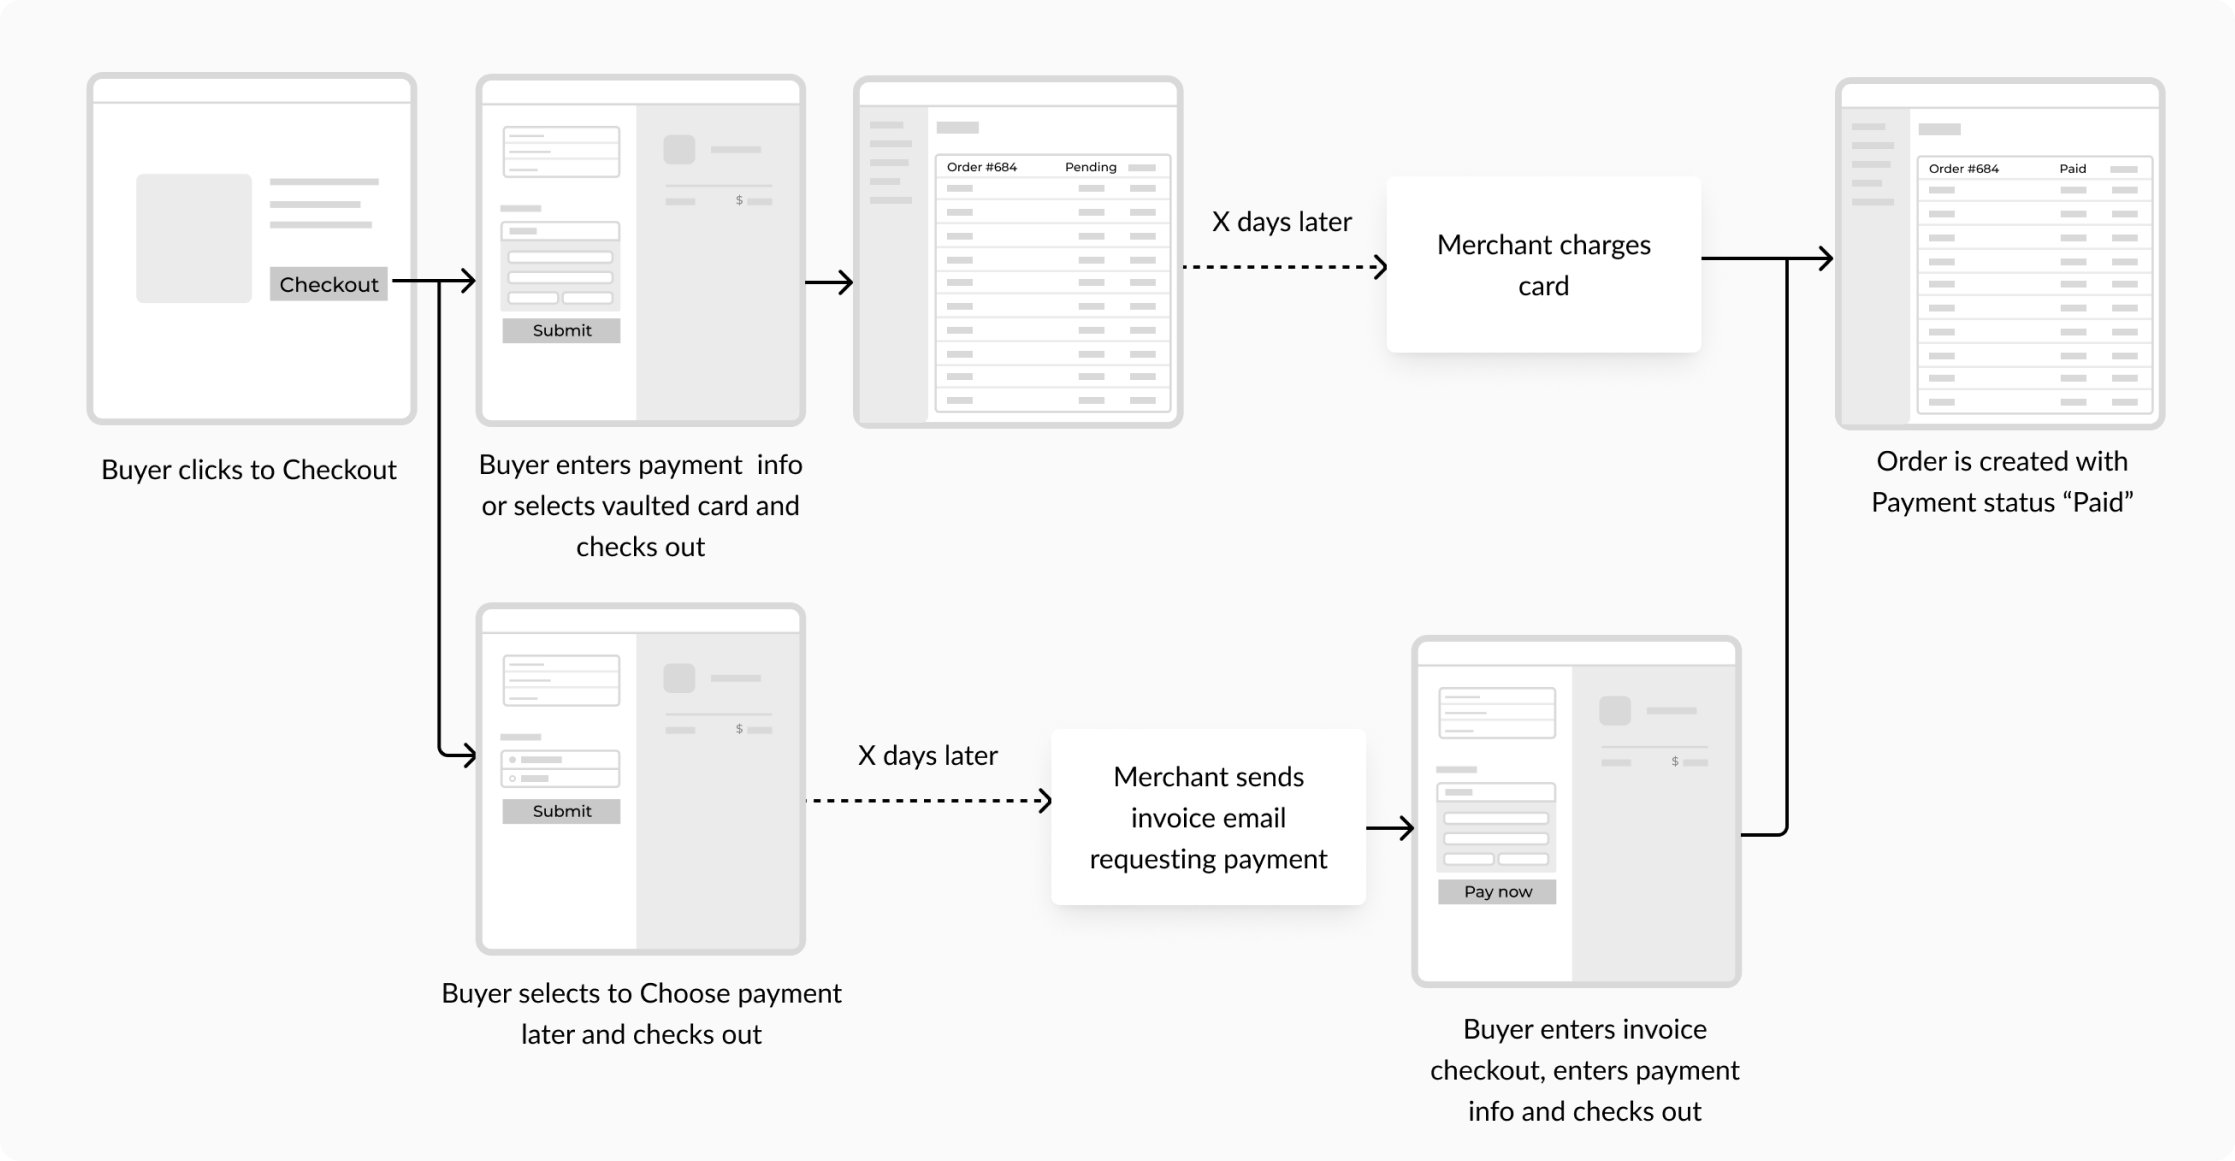 Checkout
Buyer clicks to Checkout
$
Submit
Buyer enters payment  info
or selects vaulted card and
checks out
Order #684 Pending
X days later
Merchant charges
card
Order #684 Paid
Order is created with
Payment status “Paid”
$
Submit
Buyer selects to Choose payment
later and checks out
X days later
Merchant sends
invoice email
requesting payment
$
Pay now
Buyer enters invoice
checkout, enters payment
info and checks out